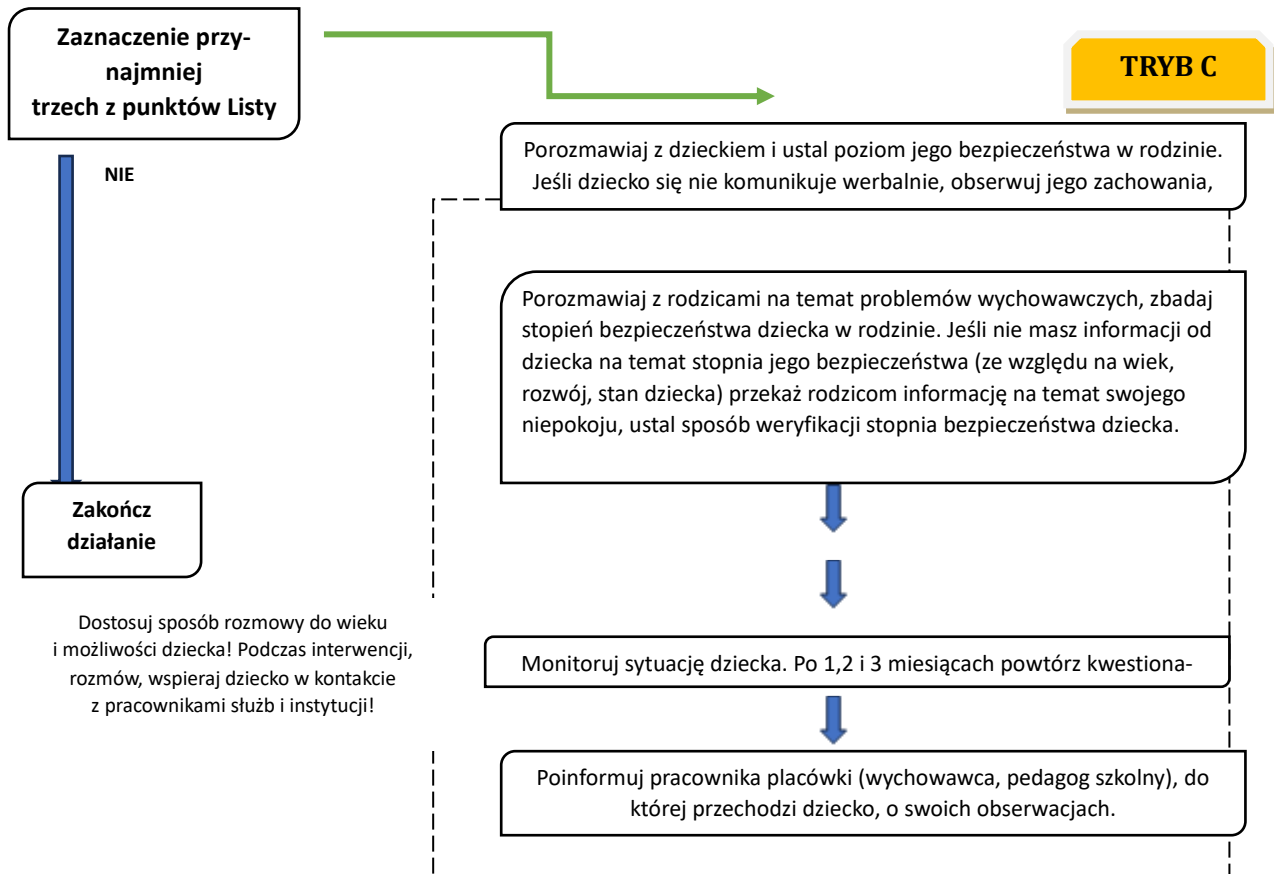 Zaznaczenie przy-
najmniej
trzech z punktów Listy
TRYB C
Porozmawiaj z dzieckiem i ustal poziom jego bezpieczeństwa w rodzinie.
Jeśli dziecko się nie komunikuje werbalnie, obserwuj jego zachowania,
NIE
Porozmawiaj z rodzicami na temat problemów wychowawczych, zbadaj
stopień bezpieczeństwa dziecka w rodzinie. Jeśli nie masz informacji od
dziecka na temat stopnia jego bezpieczeństwa (ze względu na wiek,
rozwój, stan dziecka) przekaż rodzicom informację na temat swojego
niepokoju, ustal sposób weryfikacji stopnia bezpieczeństwa dziecka.
Zakończ
działanie
Dostosuj sposób rozmowy do wieku
i możliwości dziecka! Podczas interwencji,
rozmów, wspieraj dziecko w kontakcie
z pracownikami służb i instytucji!
Monitoruj sytuację dziecka. Po 1,2 i 3 miesiącach powtórz kwestiona-
Poinformuj pracownika placówki (wychowawca, pedagog szkolny), do
której przechodzi dziecko, o swoich obserwacjach.